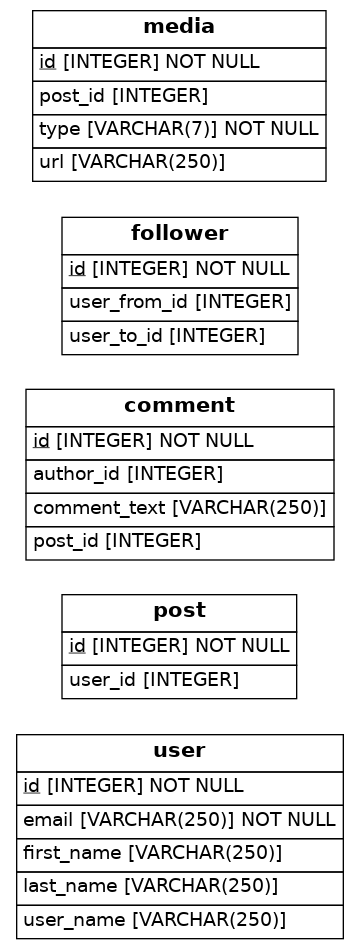 media
id [INTEGER] NOT NULL
post_id [INTEGER]
type [VARCHAR(7)] NOT NULL
url [VARCHAR(250)]
follower
id [INTEGER] NOT NULL
user_from_id [INTEGER]
user_to_id [INTEGER]
comment
id [INTEGER] NOT NULL
author_id [INTEGER]
comment_text [VARCHAR(250)]
post_id [INTEGER]
post
id [INTEGER] NOT NULL
user_id [INTEGER]
user
id [INTEGER] NOT NULL
email [VARCHAR(250)] NOT NULL
first_name [VARCHAR(250)]
last_name [VARCHAR(250)]
user_name [VARCHAR(250)]